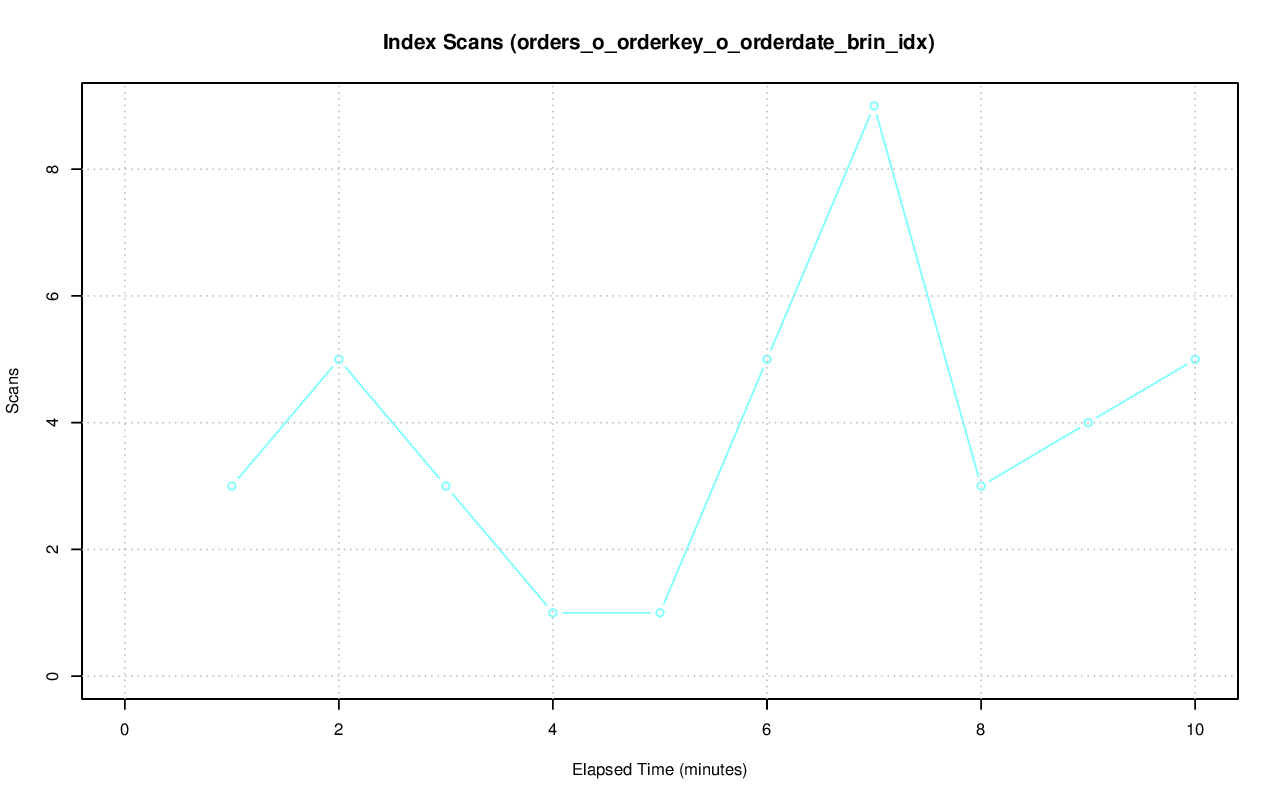 Index Scans (orders_o_orderkey_o_orderdate_brin_idx)
Scans
8
6
4
2
0
0 2 4 6 8 10
Elapsed Time (minutes)